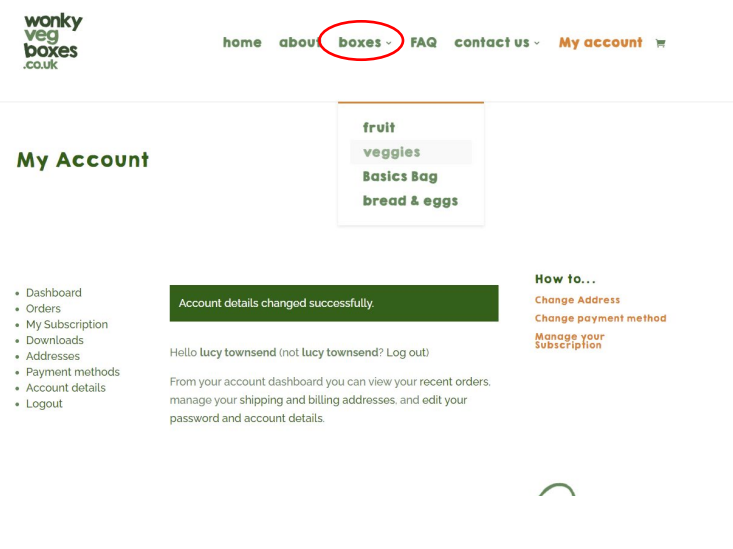 wonky
veg
boxes
.co.uk
home about boxes FAQ contact us My account
fruit
veggies
Basics Bag
bread & eggs
My Account
Dashboard
Orders
My Subscription
Downloads
Addresses
Payment methods
Account details
Logout
Account details changed successfully.
Hello lucy townsend (not lucy townsend? Log out)
From your account dashboard you can view your recent orders,
manage your shipping and billing addresses, and edit your
password and account details.
How to...
Change Address
Change payment method
Manage your
Subscription